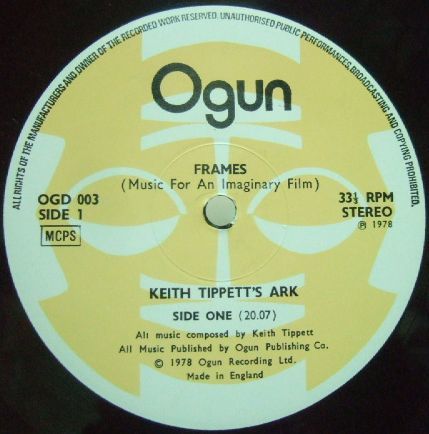 ALL RIGHTS OF THE MANUFACTURERS AND OWNER OF THE RECORDED WORK RESERVED. UNAUTHORISED PUBLIC PERFORMANCES, BROADCASTING AND COPYING PROHIBITED.
Ogun
FRAMES
(Music For An Imaginary Film)
OGD 003
SIDE 1
MCPS
33⅓ RPM
STEREO
℗ 1978
KEITH TIPPETT'S ARK
SIDE ONE (20.07)
All music composed by Keith Tippett
All Music Published by Ogun Publishing Co.
© 1978 Ogun Recording Ltd.
Made in England